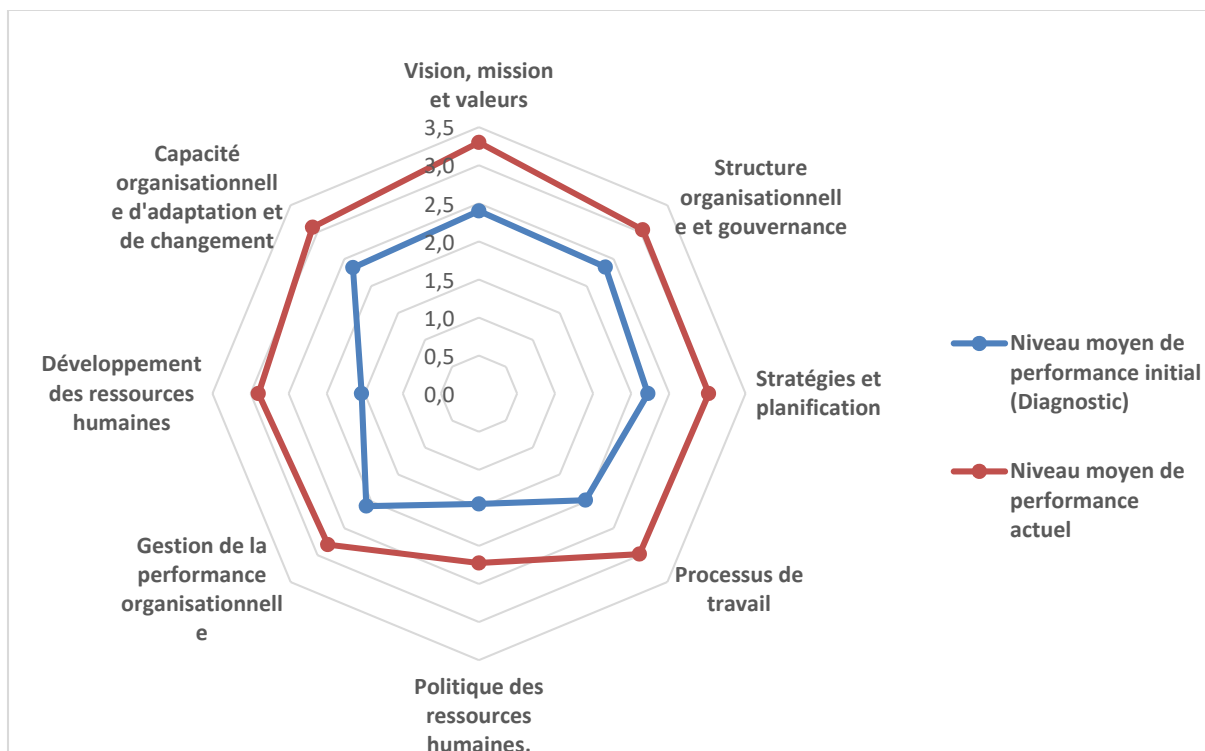 Vision, mission
et valeurs
3,5
3,0
2,5
2,0
1,5
1,0
0,5
0,0
Structure
organisationnell
e et gouvernance
Stratégies et
planification
Processus de
travail
Politique des
ressources
humaines,
Gestion de la
performance
organisationnell
e
Développement
des ressources
humaines
Capacité
organisationnell
e d'adaptation et
de changement
Niveau moyen de
performance initial
(Diagnostic)
Niveau moyen de
performance
actuel